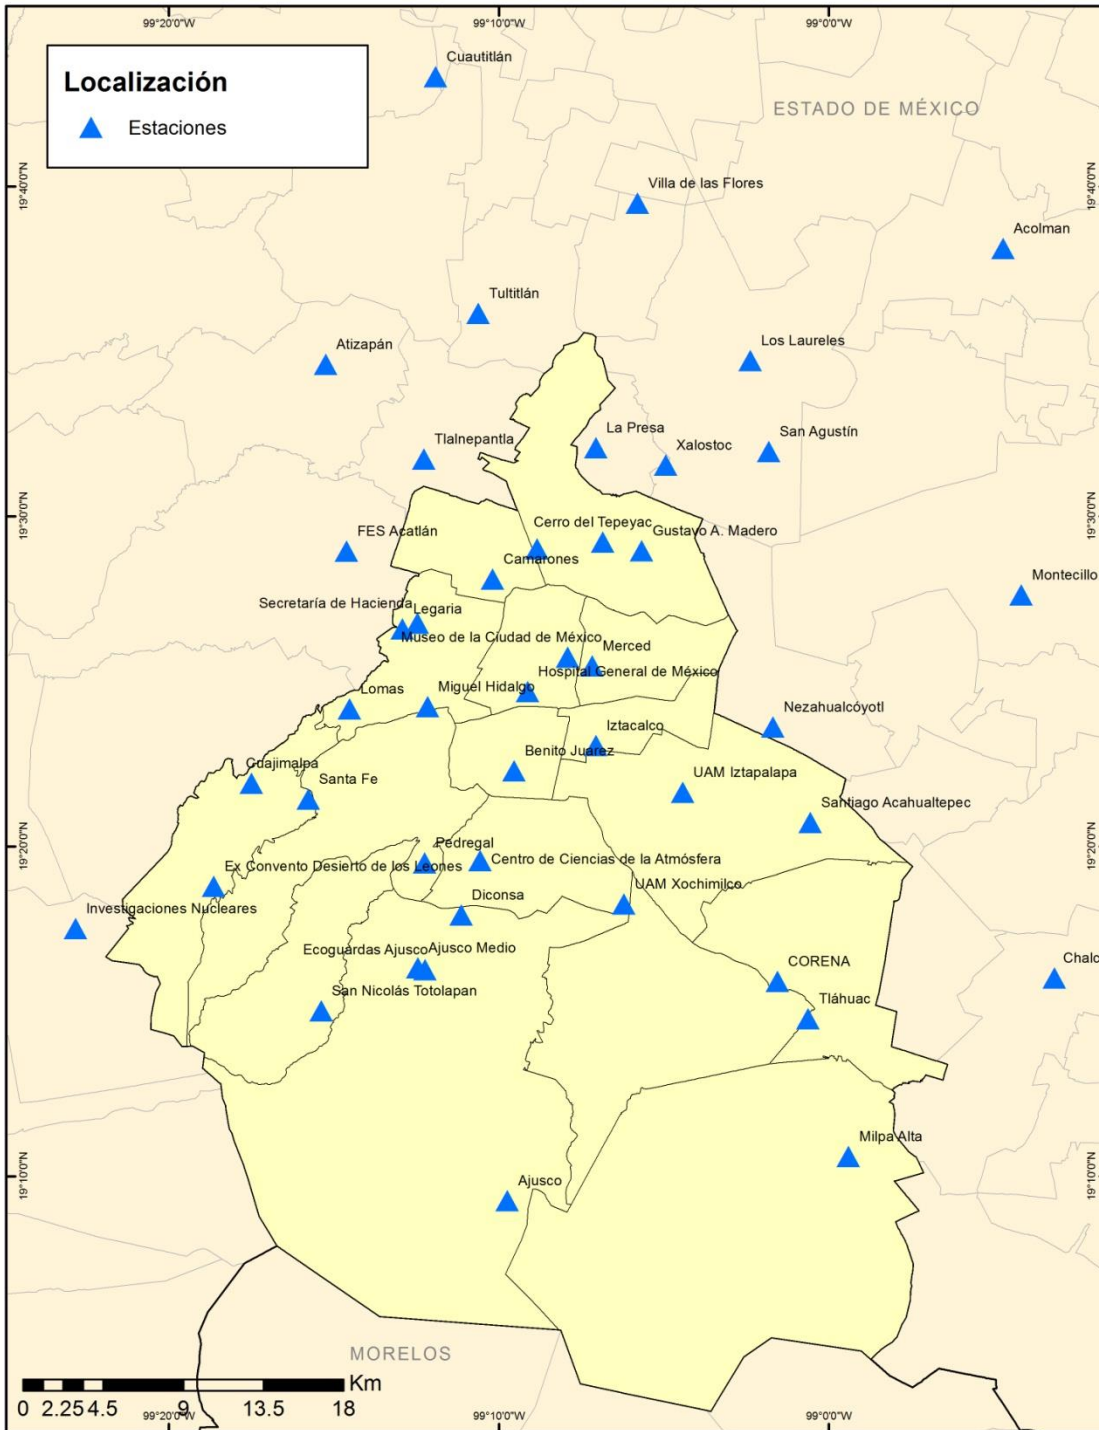 99°20'0"W
99°10'0"W
99°0'0"W
Localización
Estaciones
Cuautitlán
ESTADO DE MÉXICO
19°40'0"N
19°40'0"N
Villa de las Flores
Acolman
Tultitlán
Atizapán
Los Laureles
La Presa
San Agustín
Tlalnepantla
Xalostoc
19°30'0"N
19°30'0"N
FES Acatlán
Cerro del Tepeyac
Gustavo A. Madero
Camarones
Montecillo
Secretaría de Hacienda
Legaria
Museo de la Ciudad de México
Merced
Hospital General de México
Lomas
Miguel Hidalgo
Nezahualcóyotl
Iztacalco
Benito Juarez
Cuajimalpa
Santa Fe
UAM Iztapalapa
Santiago Acahualtepec
19°20'0"N
19°20'0"N
Pedregal
Ex Convento Desierto de los Leones
Centro de Ciencias de la Atmósfera
UAM Xochimilco
Diconsa
Investigaciones Nucleares
Ecoguardas Ajusco
Ajusco Medio
CORENA
Chalc
San Nicolás Totolapan
Tláhuac
Milpa Alta
19°10'0"N
19°10'0"N
Ajusco
MORELOS
Km
0 2.25 4.5 9 13.5 18
99°20'0"W
99°10'0"W
99°0'0"W